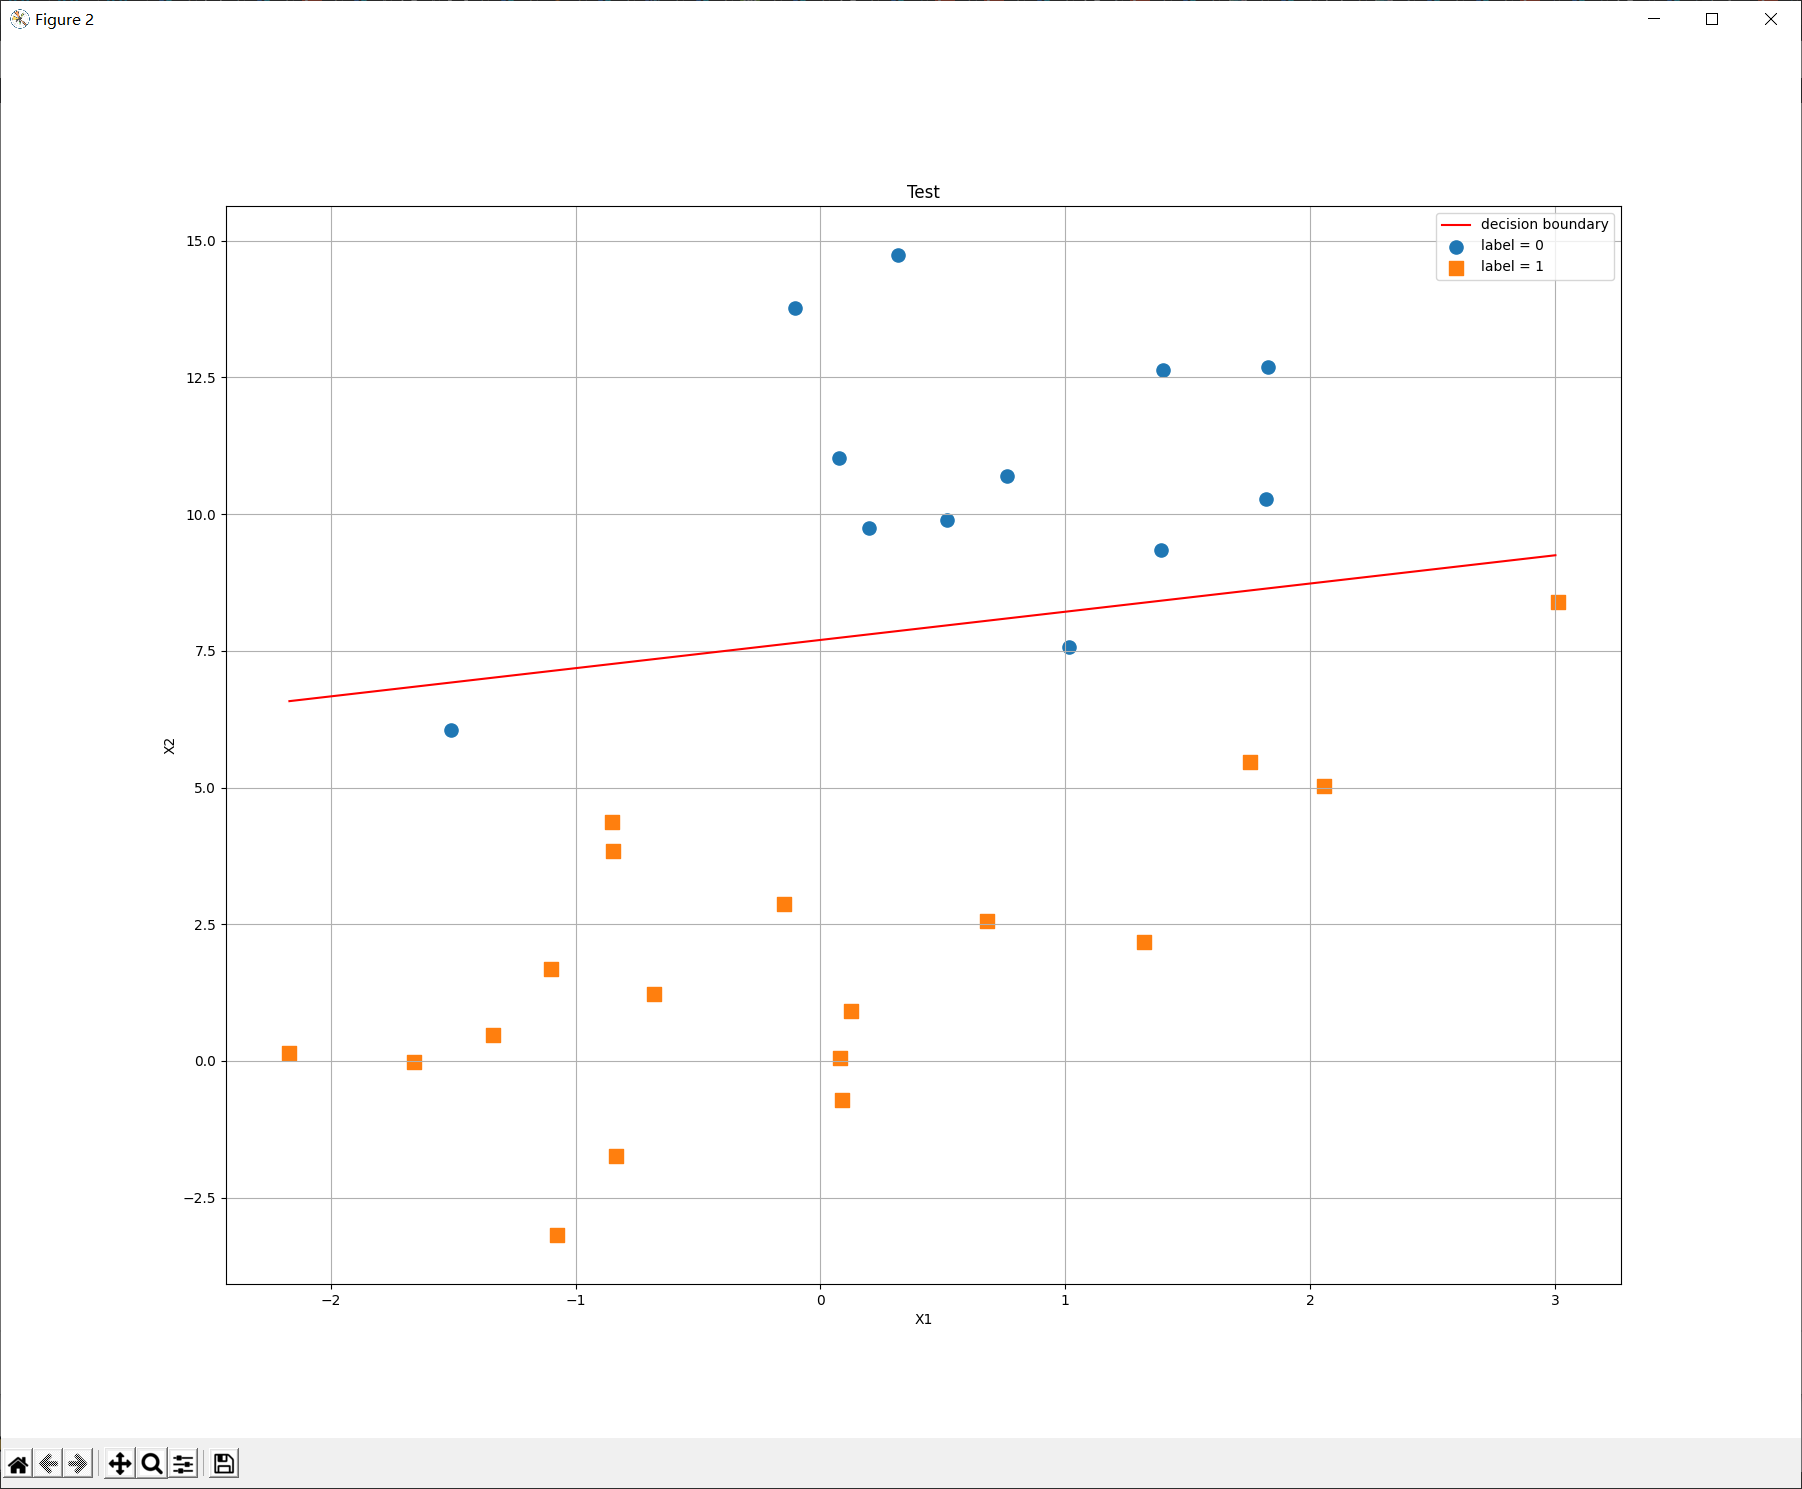 Figure 2
Test
decision boundary
label = 0
label = 1
15.0
12.5
10.0
7.5
5.0
2.5
0.0
−2.5
X2
−2 −1 0 1 2 3
X1